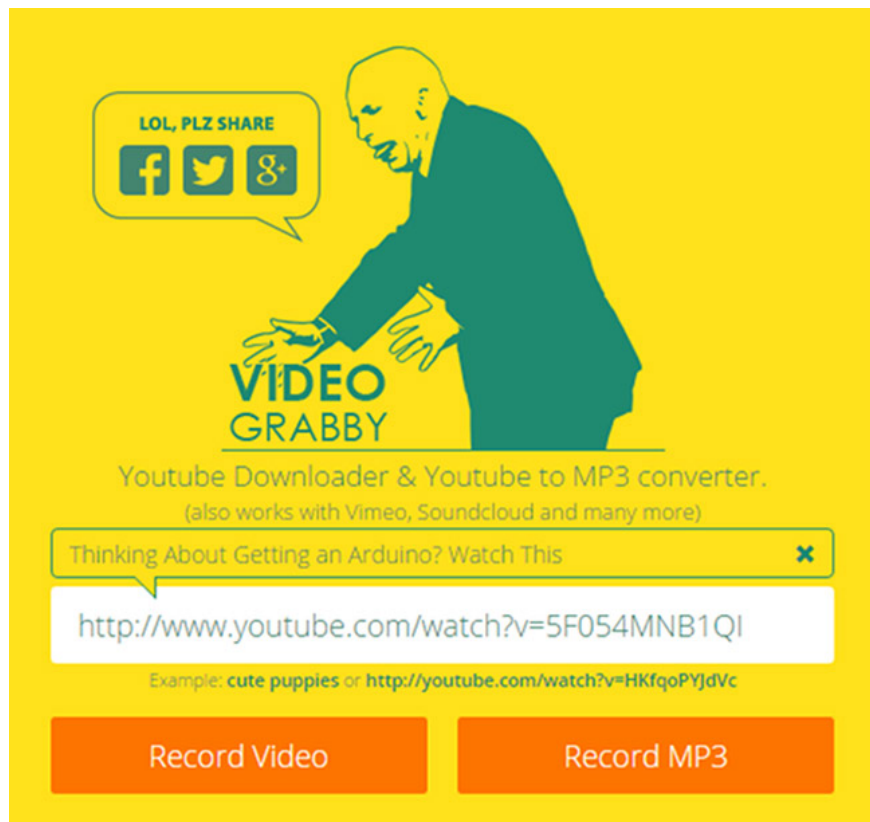 LOL, PLZ SHARE
VIDEO
GRABBY
Youtube Downloader & Youtube to MP3 converter.
(also works with Vimeo, Soundcloud and many more)
Thinking About Getting an Arduino? Watch This
http://www.youtube.com/watch?v=5F054MNB1QI
Example: cute puppies or http://youtube.com/watch?v=HKfqoPYJdVc
Record Video
Record MP3